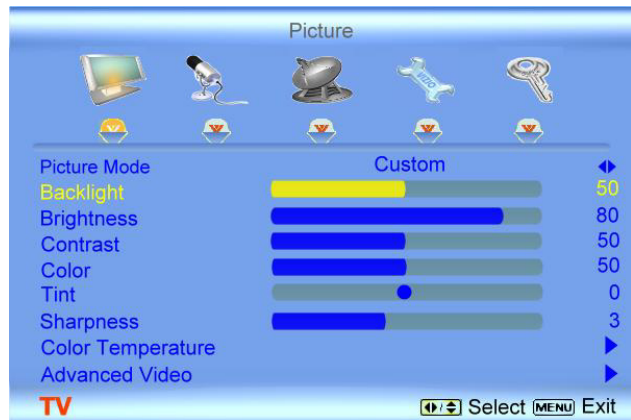 Picture
VIZIO
Picture Mode Custom
Backlight 50
Brightness 80
Contrast 50
Color 50
Tint 0
Sharpness 3
Color Temperature
Advanced Video
TV Select MENU Exit